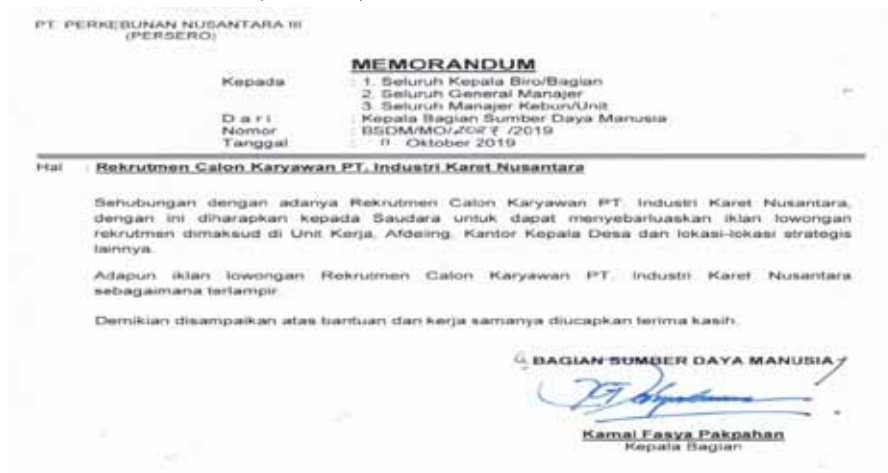 PT. PERKEBUNAN NUSANTARA III
(PERSERO)
MEMORANDUM
Kepada : 1. Seluruh Kepala Biro/Bagian
2. Seluruh General Manajer
3. Seluruh Manajer Kebun/Unit
D a r i : Kepala Bagian Sumber Daya Manusia
Nomor : BSDM/MO/ /2019
Tanggal : 11 Oktober 2019
Hal : Rekrutmen Calon Karyawan PT. Industri Karet Nusantara
Sehubungan dengan adanya Rekrutmen Calon Karyawan PT. Industri Karet Nusantara,
dengan ini diharapkan kepada Saudara untuk dapat menyebarluaskan iklan lowongan
rekrutmen dimaksud di Unit Kerja, Afdeling, Kantor Kepala Desa dan lokasi-lokasi strategis
lainnya.
Adapun iklan lowongan Rekrutmen Calon Karyawan PT. Industri Karet Nusantara
sebagaimana terlampir.
Demikian disampaikan atas bantuan dan kerja samanya diucapkan terima kasih.
BAGIAN SUMBER DAYA MANUSIA
Kamal Fasya Pakpahan
Kepala Bagian